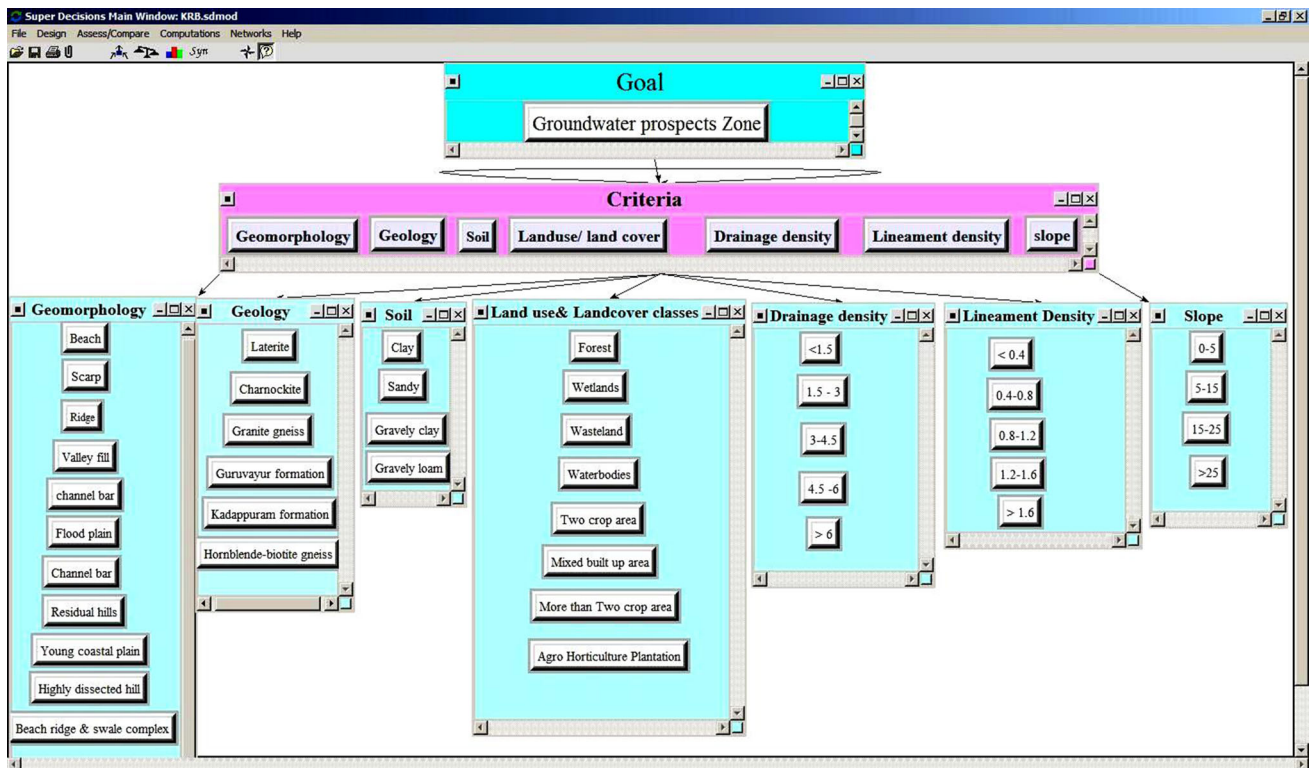 Super Decisions Main Window: KRB.sdmod
File Design Assess/Compare Computations Networks Help
Syn
Goal
Groundwater prospects Zone
Criteria
Geomorphology
Geology
Soil
Landuse/ land cover
Drainage density
Lineament density
slope
Geomorphology
Beach
Scarp
Ridge
Valley fill
channel bar
Flood plain
Channel bar
Residual hills
Young coastal plain
Highly dissected hill
Beach ridge & swale complex
Geology
Laterite
Charnockite
Granite gneiss
Guruvayur formation
Kadappuram formation
Hornblende-biotite gneiss
Soil
Clay
Sandy
Gravely clay
Gravely loam
Land use& Landcover classes
Forest
Wetlands
Wasteland
Waterbodies
Two crop area
Mixed built up area
More than Two crop area
Agro Horticulture Plantation
Drainage density
<1.5
1.5 - 3
3-4.5
4.5 -6
> 6
Lineament Density
< 0.4
0.4-0.8
0.8-1.2
1.2-1.6
> 1.6
Slope
0-5
5-15
15-25
>25